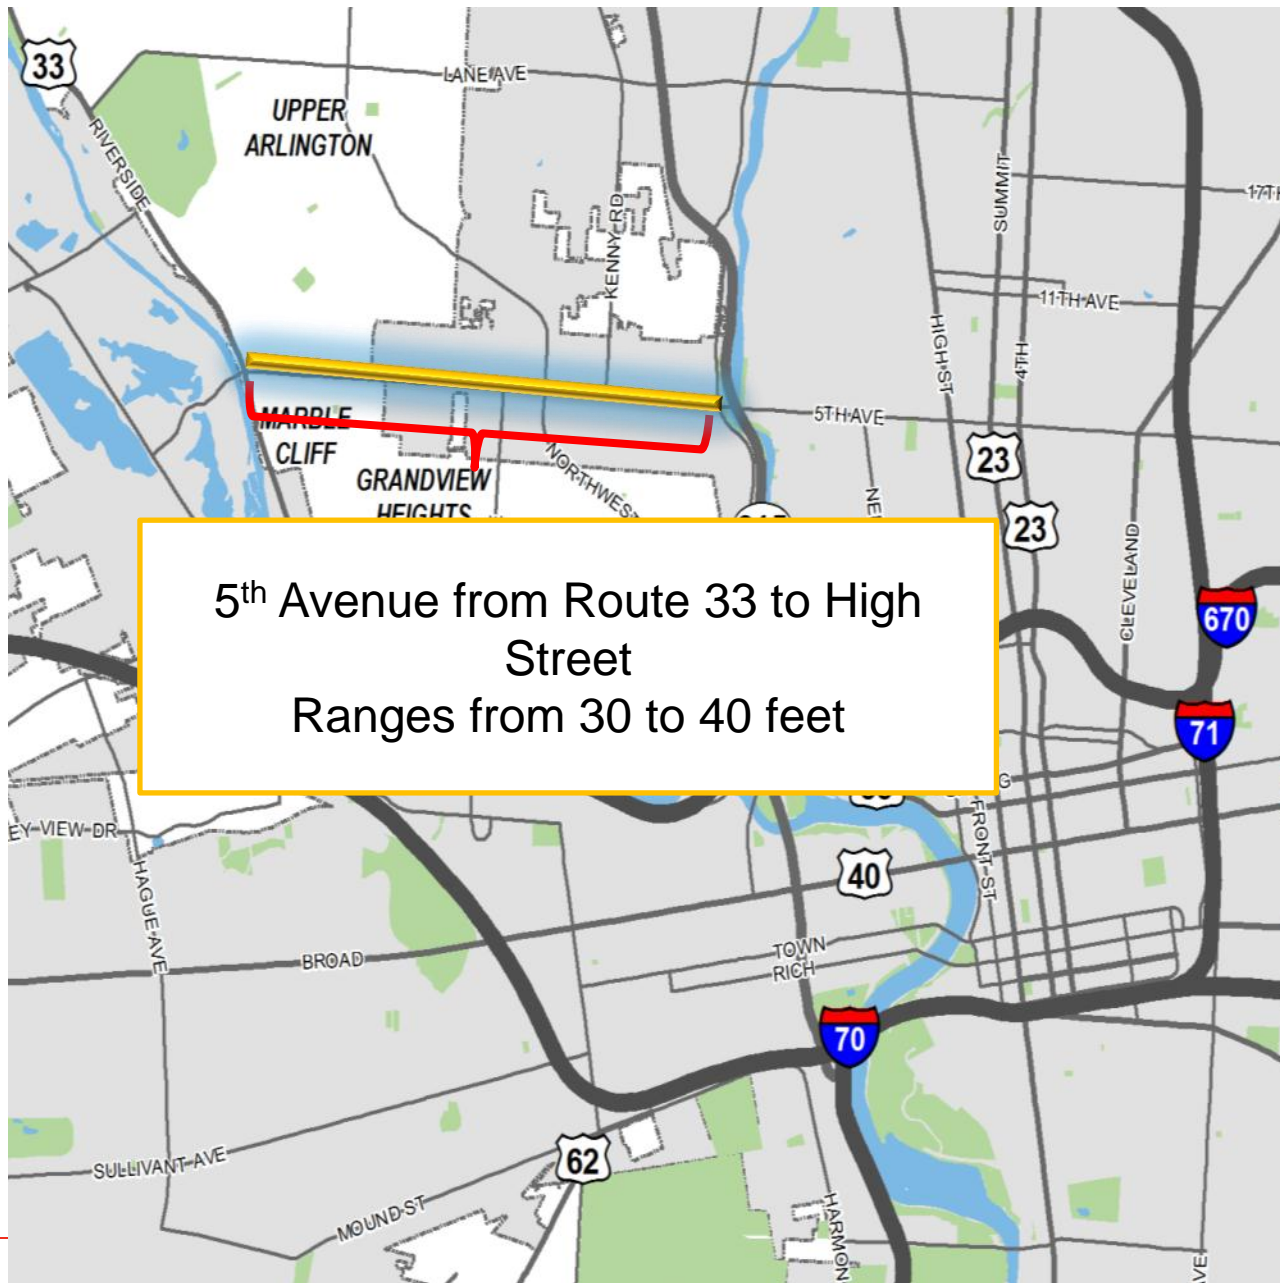 33
LANE AVE
UPPER
ARLINGTON
RIVERSIDE
KENNY RD
SUMMIT
17TH
11TH AVE
HIGH ST
4TH
MARBLE
CLIFF
5TH AVE
GRANDVIEW
HEIGHTS
NORTHWEST
23
23
CLEVELAND
5th Avenue from Route 33 to High
Street
Ranges from 30 to 40 feet
670
71
EY VIEW DR
HAGUE AVE
FRONT ST
40
BROAD
TOWN
RICH
70
SULLIVANT AVE
62
MOUND ST
HARMON
AVE